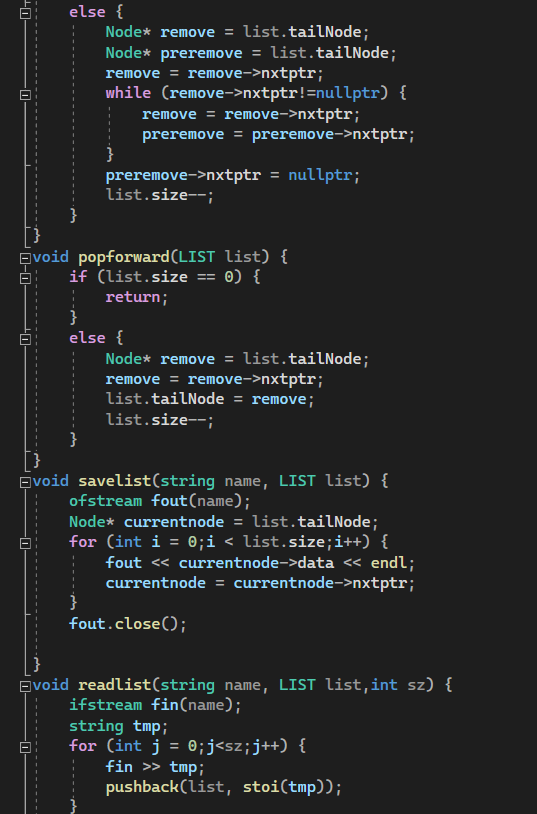 else {
Node* remove = list.tailNode;
Node* preremove = list.tailNode;
remove = remove->nxtptr;
while (remove->nxtptr!=nullptr) {
remove = remove->nxtptr;
preremove = preremove->nxtptr;
}
preremove->nxtptr = nullptr;
list.size--;
}
}
void popforward(LIST list) {
if (list.size == 0) {
return;
}
else {
Node* remove = list.tailNode;
remove = remove->nxtptr;
list.tailNode = remove;
list.size--;
}
}
void savelist(string name, LIST list) {
ofstream fout(name);
Node* currentnode = list.tailNode;
for (int i = 0;i < list.size;i++) {
fout << currentnode->data << endl;
currentnode = currentnode->nxtptr;
}
fout.close();
}
void readlist(string name, LIST list,int sz) {
ifstream fin(name);
string tmp;
for (int j = 0;j<sz;j++) {
fin >> tmp;
pushback(list, stoi(tmp));
}